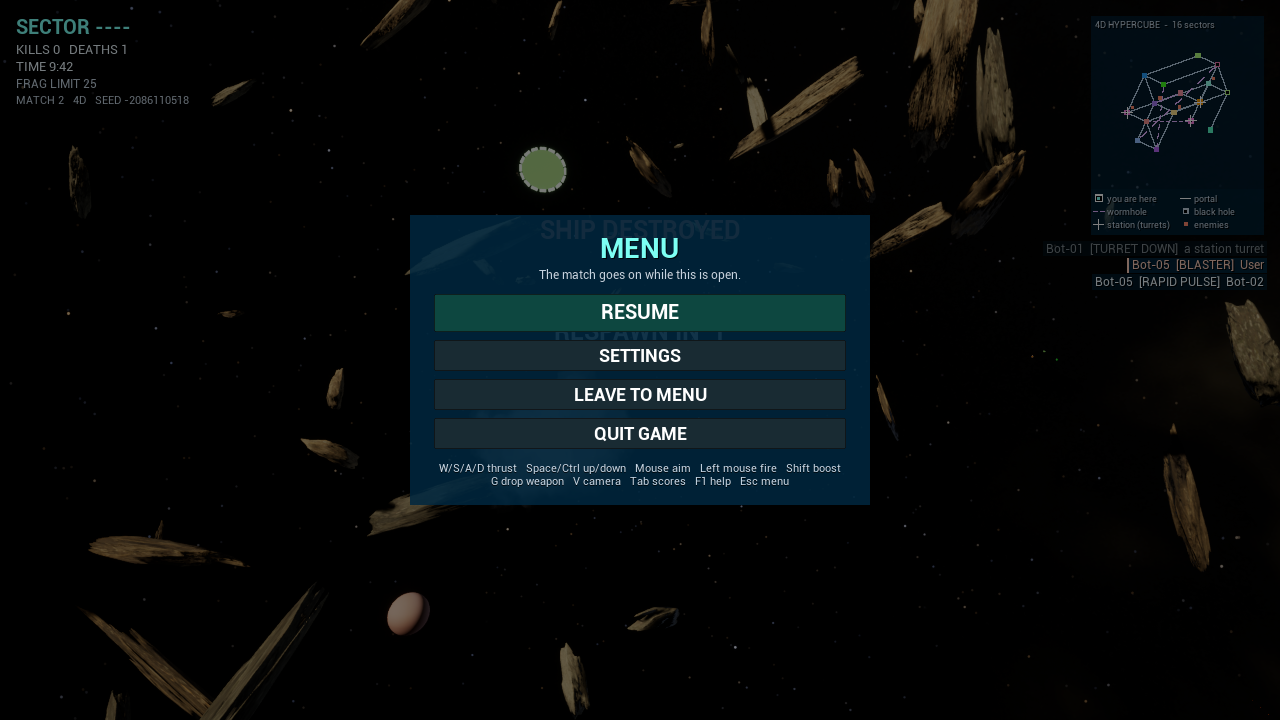 SECTOR ----
KILLS 0 DEATHS 1
TIME 9:42
FRAG LIMIT 25
MATCH 2 4D SEED -2086110518
4D HYPERCUBE - 16 sectors
you are here
portal
wormhole
black hole
station (turrets)
enemies
Bot-01 [TURRET DOWN] a station turret
Bot-05 [BLASTER] User
Bot-05 [RAPID PULSE] Bot-02
SHIP DESTROYED
MENU
The match goes on while this is open.
RESUME
RESPAWN IN 1
SETTINGS
LEAVE TO MENU
QUIT GAME
W/S/A/D thrust Space/Ctrl up/down Mouse aim Left mouse fire Shift boost
G drop weapon V camera Tab scores F1 help Esc menu